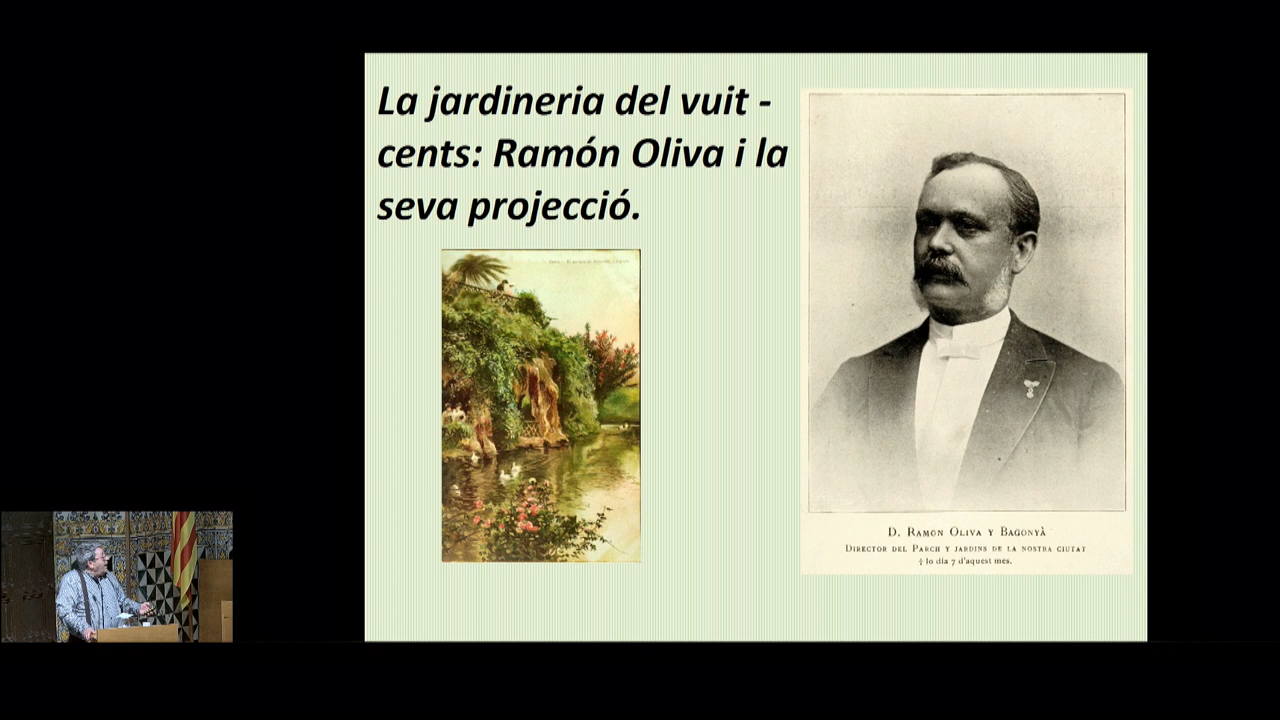 La jardineria del vuit -
cents: Ramón Oliva i la
seva projecció.
D. Ramon Oliva y Bagonyà
Director del Parch y jardins de la nostra ciutat
† lo dia 7 d'aquest mes.